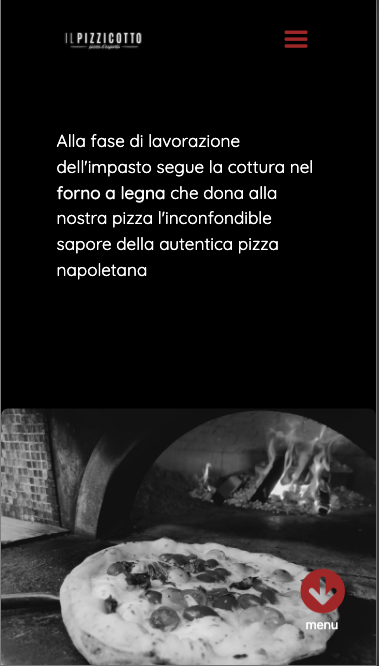 IL PIZZICOTTO
Alla fase di lavorazione
dell'impasto segue la cottura nel
forno a legna che dona alla
nostra pizza l'inconfondible
sapore della autentica pizza
napoletana
menu